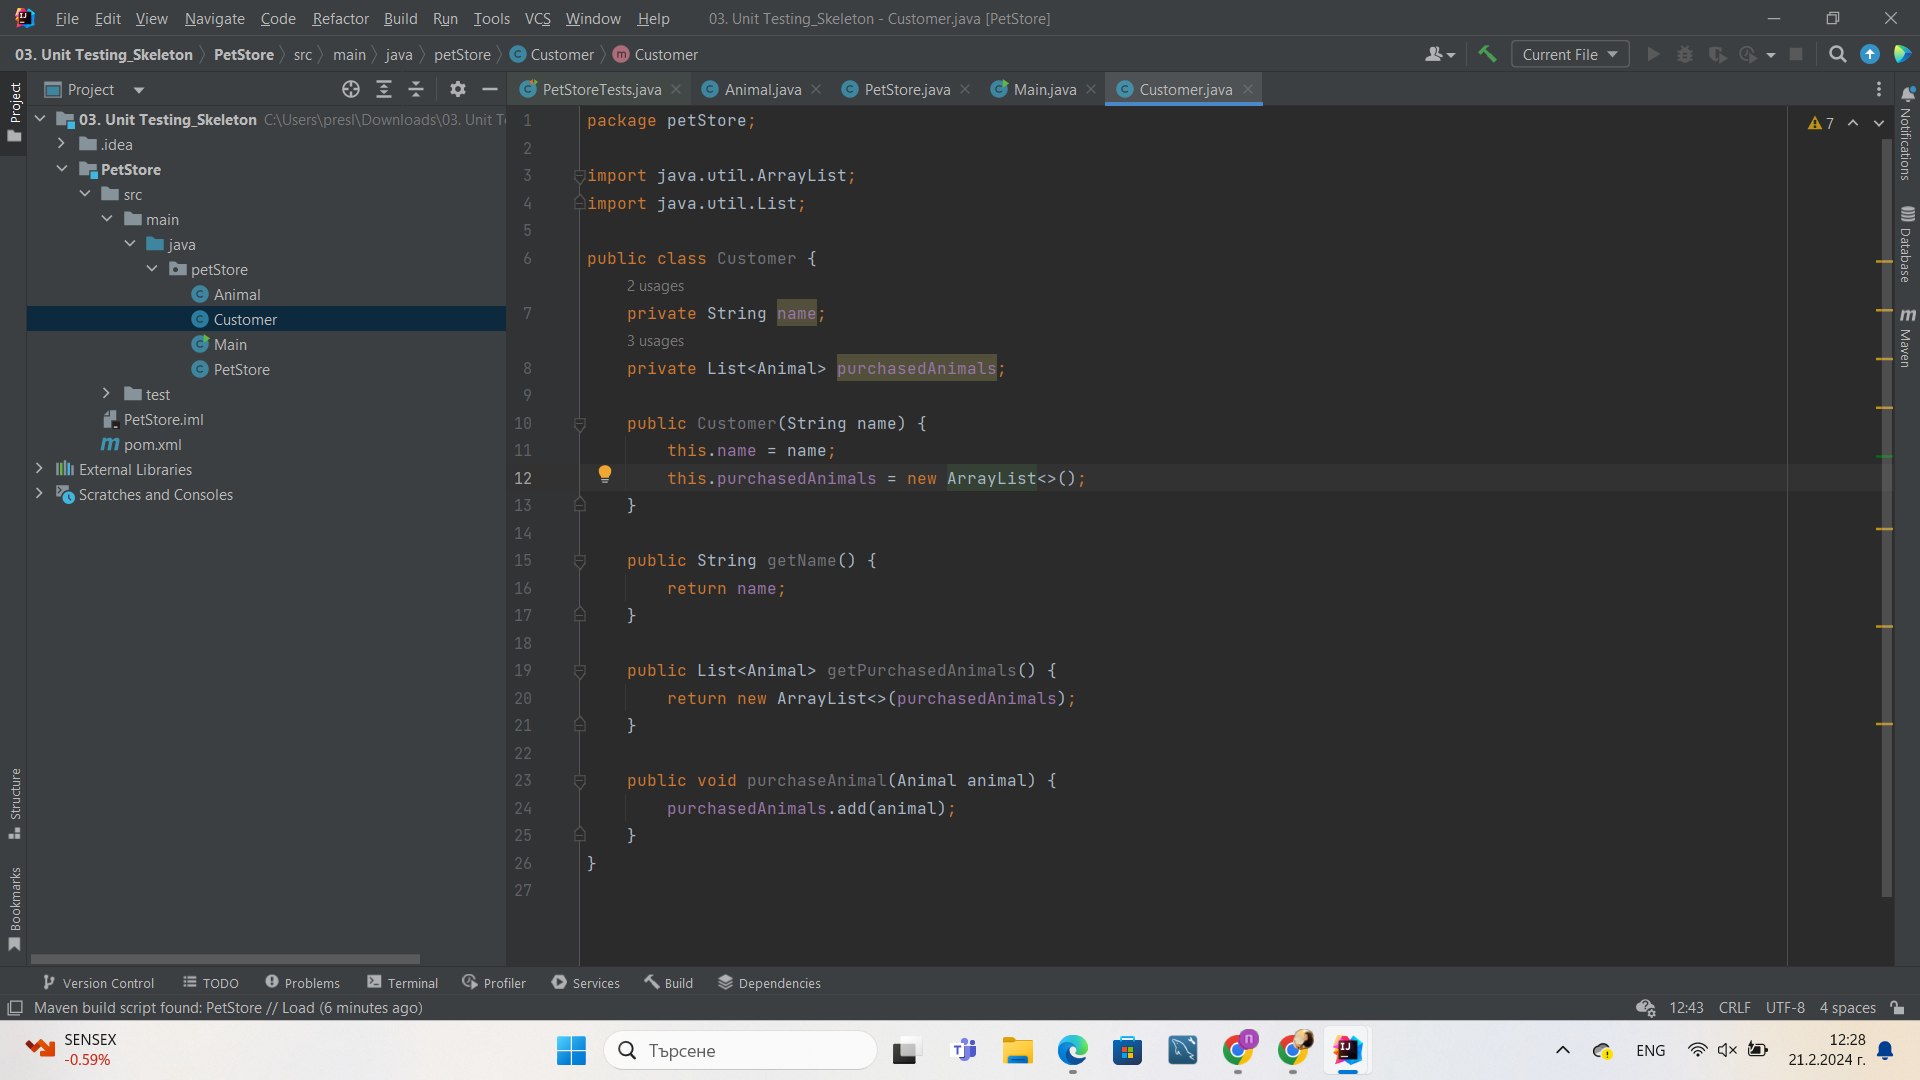 File Edit View Navigate Code Refactor Build Run Tools VCS Window Help 03. Unit Testing_Skeleton - Customer.java [PetStore]
03. Unit Testing_Skeleton PetStore src main java petStore Customer Customer Current File
Project PetStoreTests.java Animal.java PetStore.java Main.java Customer.java
Project
03. Unit Testing_Skeleton C:\Users\presl\Downloads\03. Unit T
.idea
PetStore
src
main
java
petStore
Animal
Customer
Main
PetStore
test
PetStore.iml
pom.xml
External Libraries
Scratches and Consoles
Structure
Bookmarks
1 package petStore;
2
3 import java.util.ArrayList;
4 import java.util.List;
5
6 public class Customer {
2 usages
7 private String name;
3 usages
8 private List<Animal> purchasedAnimals;
9
10 public Customer(String name) {
11 this.name = name;
12 this.purchasedAnimals = new ArrayList<>();
13 }
14
15 public String getName() {
16 return name;
17 }
18
19 public List<Animal> getPurchasedAnimals() {
20 return new ArrayList<>(purchasedAnimals);
21 }
22
23 public void purchaseAnimal(Animal animal) {
24 purchasedAnimals.add(animal);
25 }
26 }
27
7
Notifications
Database
Maven
Version Control TODO Problems Terminal Profiler Services Build Dependencies
Maven build script found: PetStore // Load (6 minutes ago) 12:43 CRLF UTF-8 4 spaces
SENSEX
-0.59%
Търсене
ENG
12:28
21.2.2024 г.